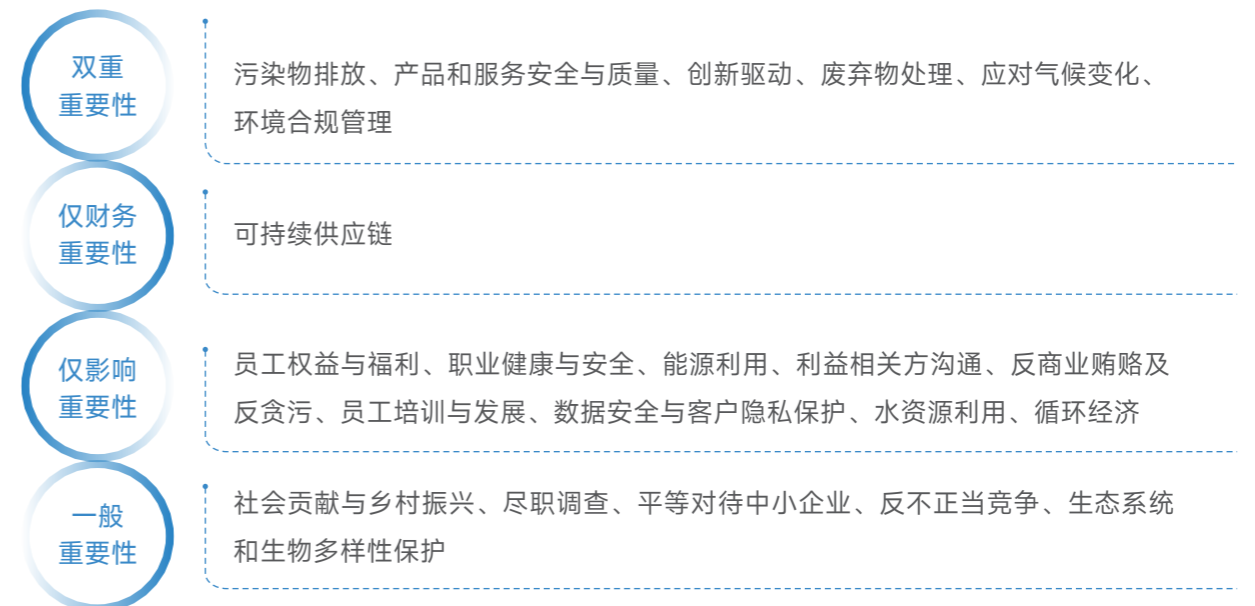 双重
重要性
污染物排放、产品和服务安全与质量、创新驱动、废弃物处理、应对气候变化、
环境合规管理
仅财务
重要性
可持续供应链
仅影响
重要性
员工权益与福利、职业健康与安全、能源利用、利益相关方沟通、反商业贿赂及
反贪污、员工培训与发展、数据安全与客户隐私保护、水资源利用、循环经济
一般
重要性
社会贡献与乡村振兴、尽职调查、平等对待中小企业、反不正当竞争、生态系统
和生物多样性保护